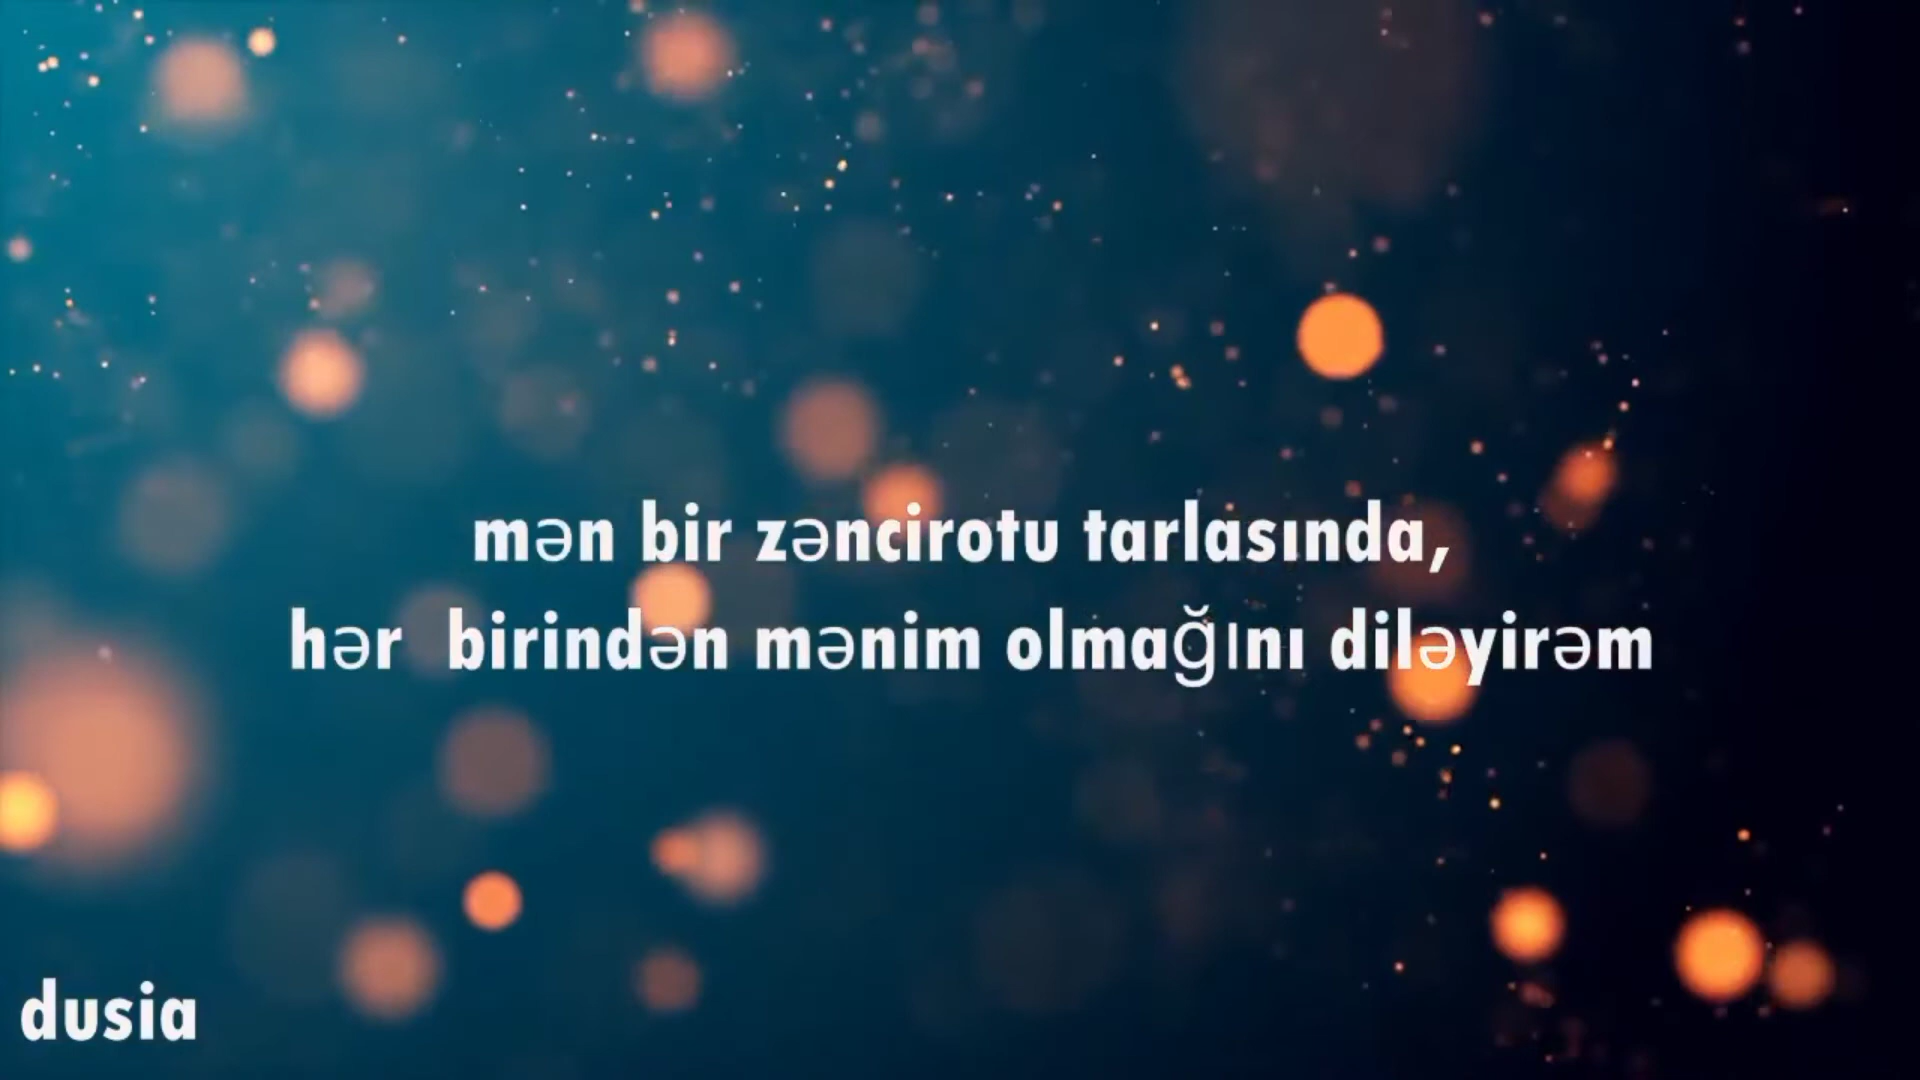 mən bir zəncirotu tarlasında,
hər birindən mənim olmağını diləyirəm
dusia